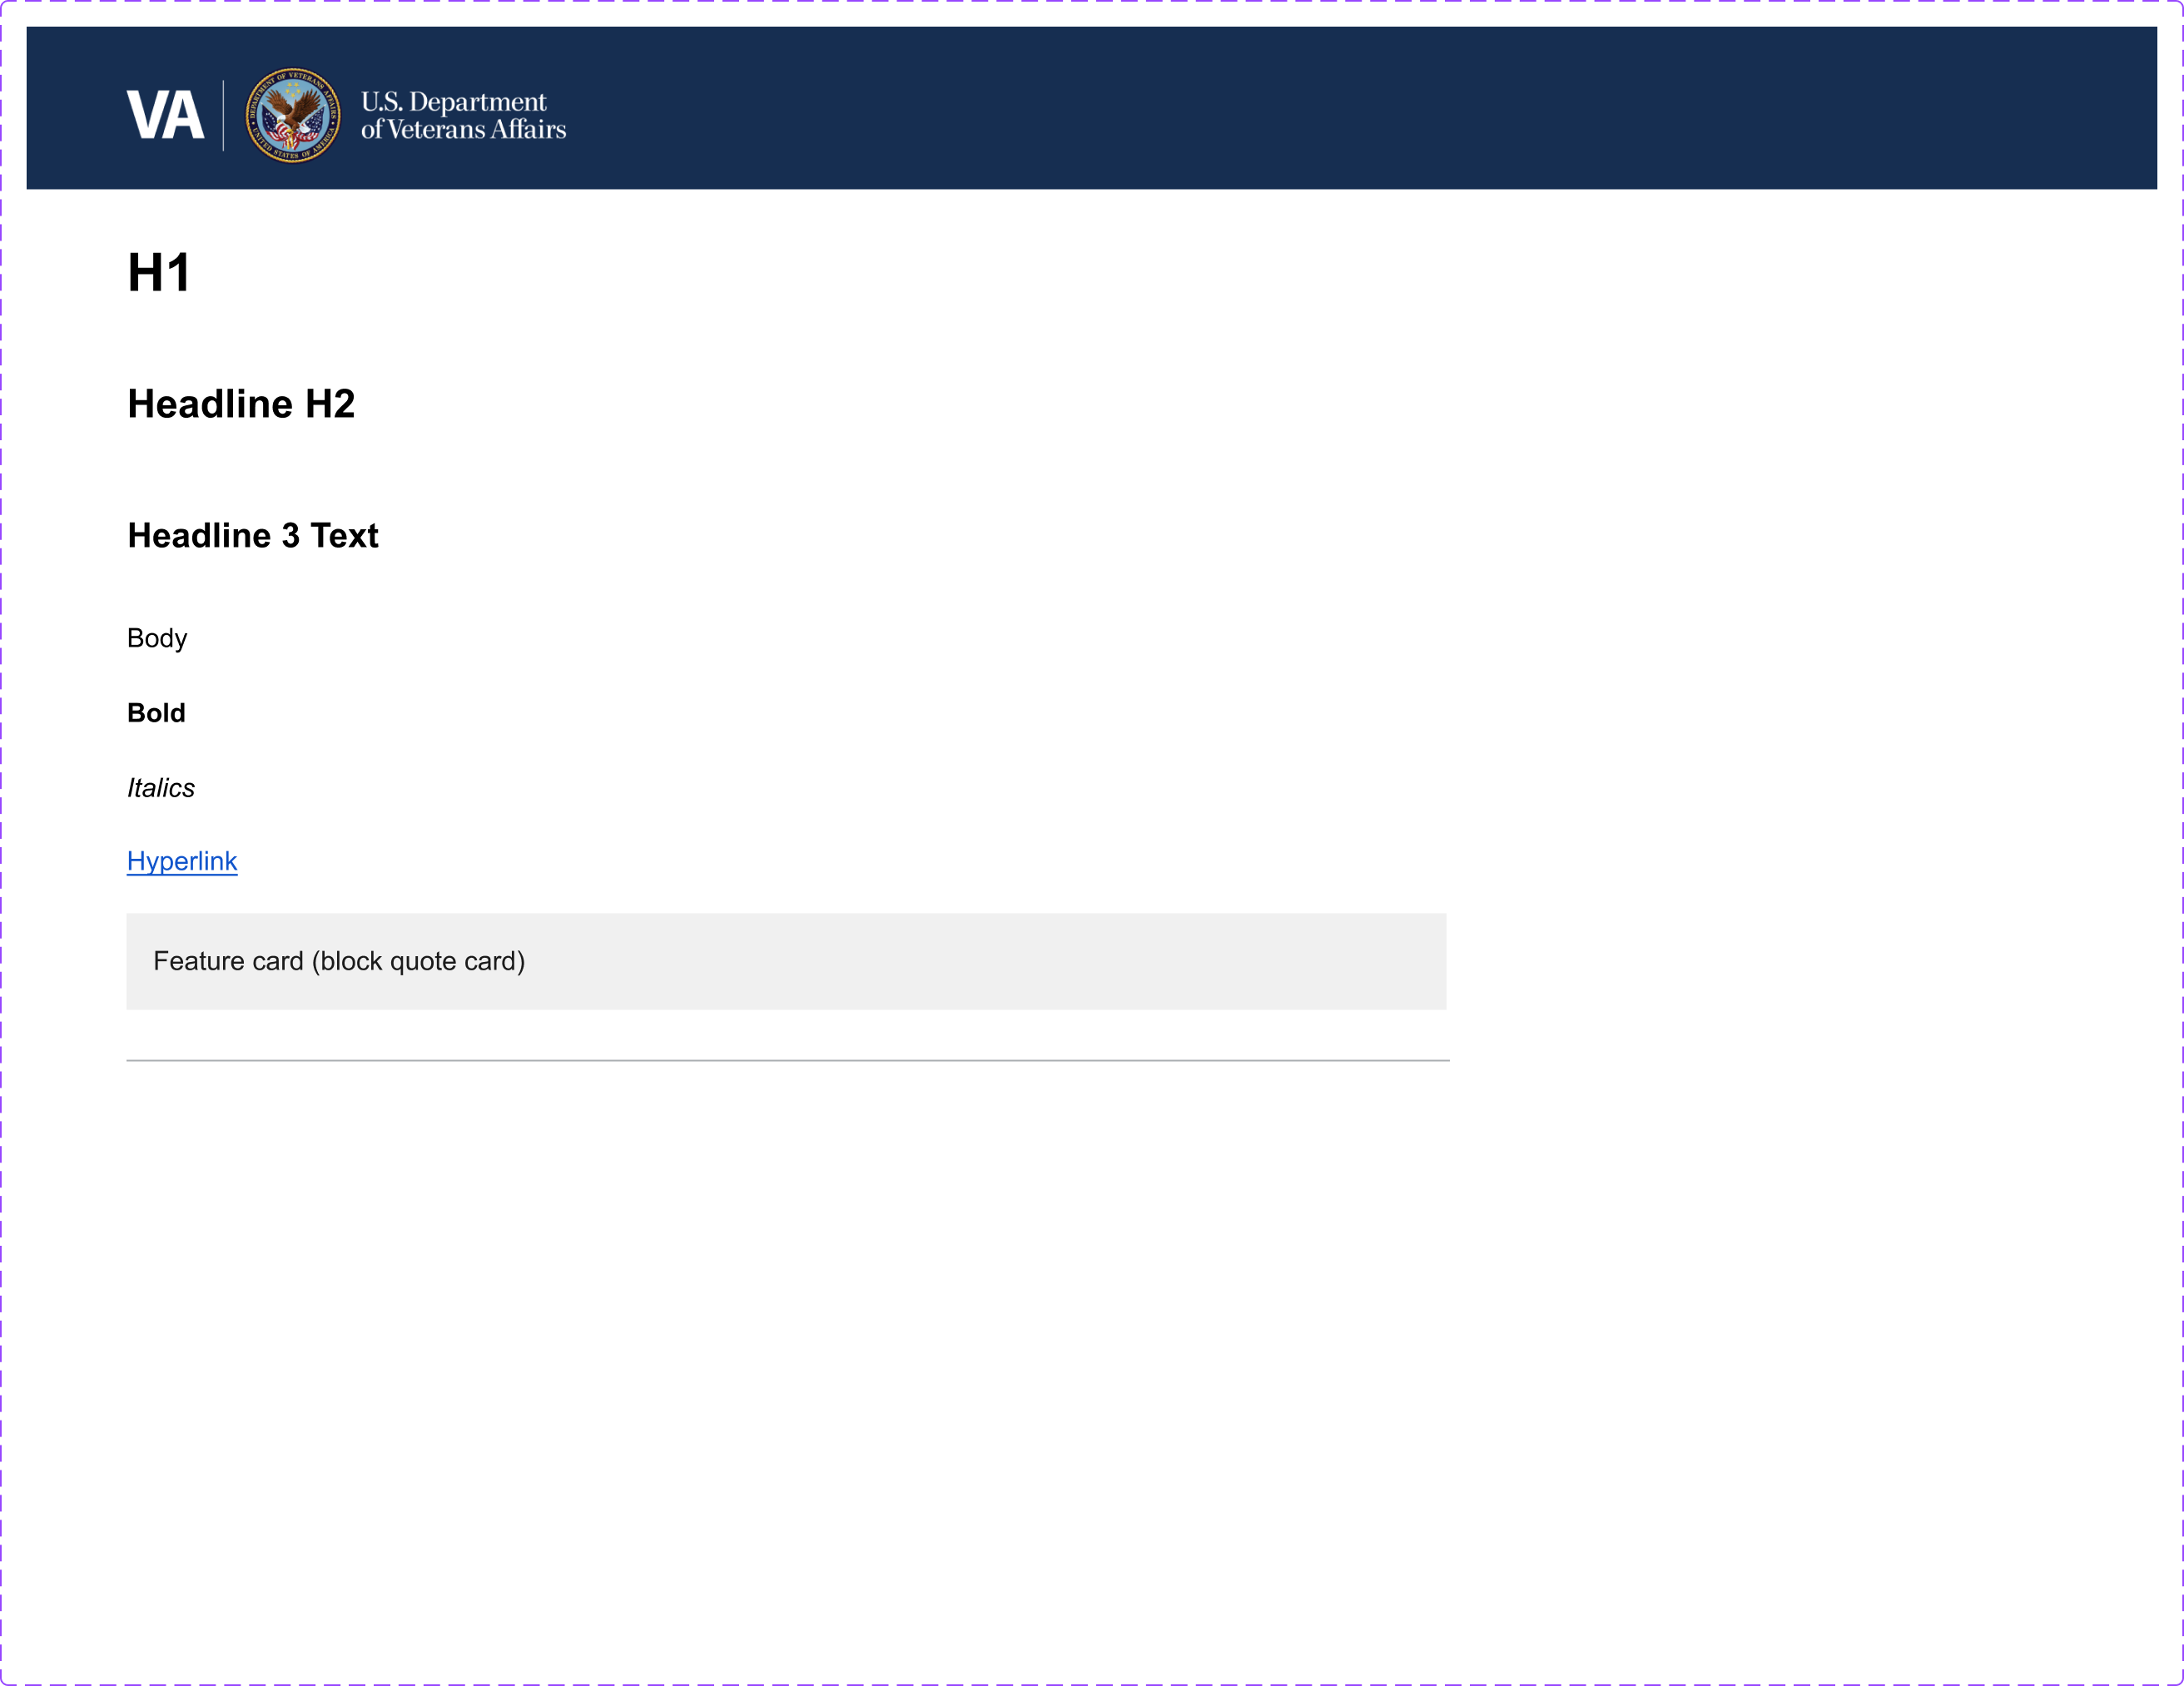 VA
DEPARTMENT OF VETERANS AFFAIRS
UNITED STATES OF AMERICA
U.S. Department
of Veterans Affairs
H1
Headline H2
Headline 3 Text
Body
Bold
Italics
Hyperlink
Feature card (block quote card)